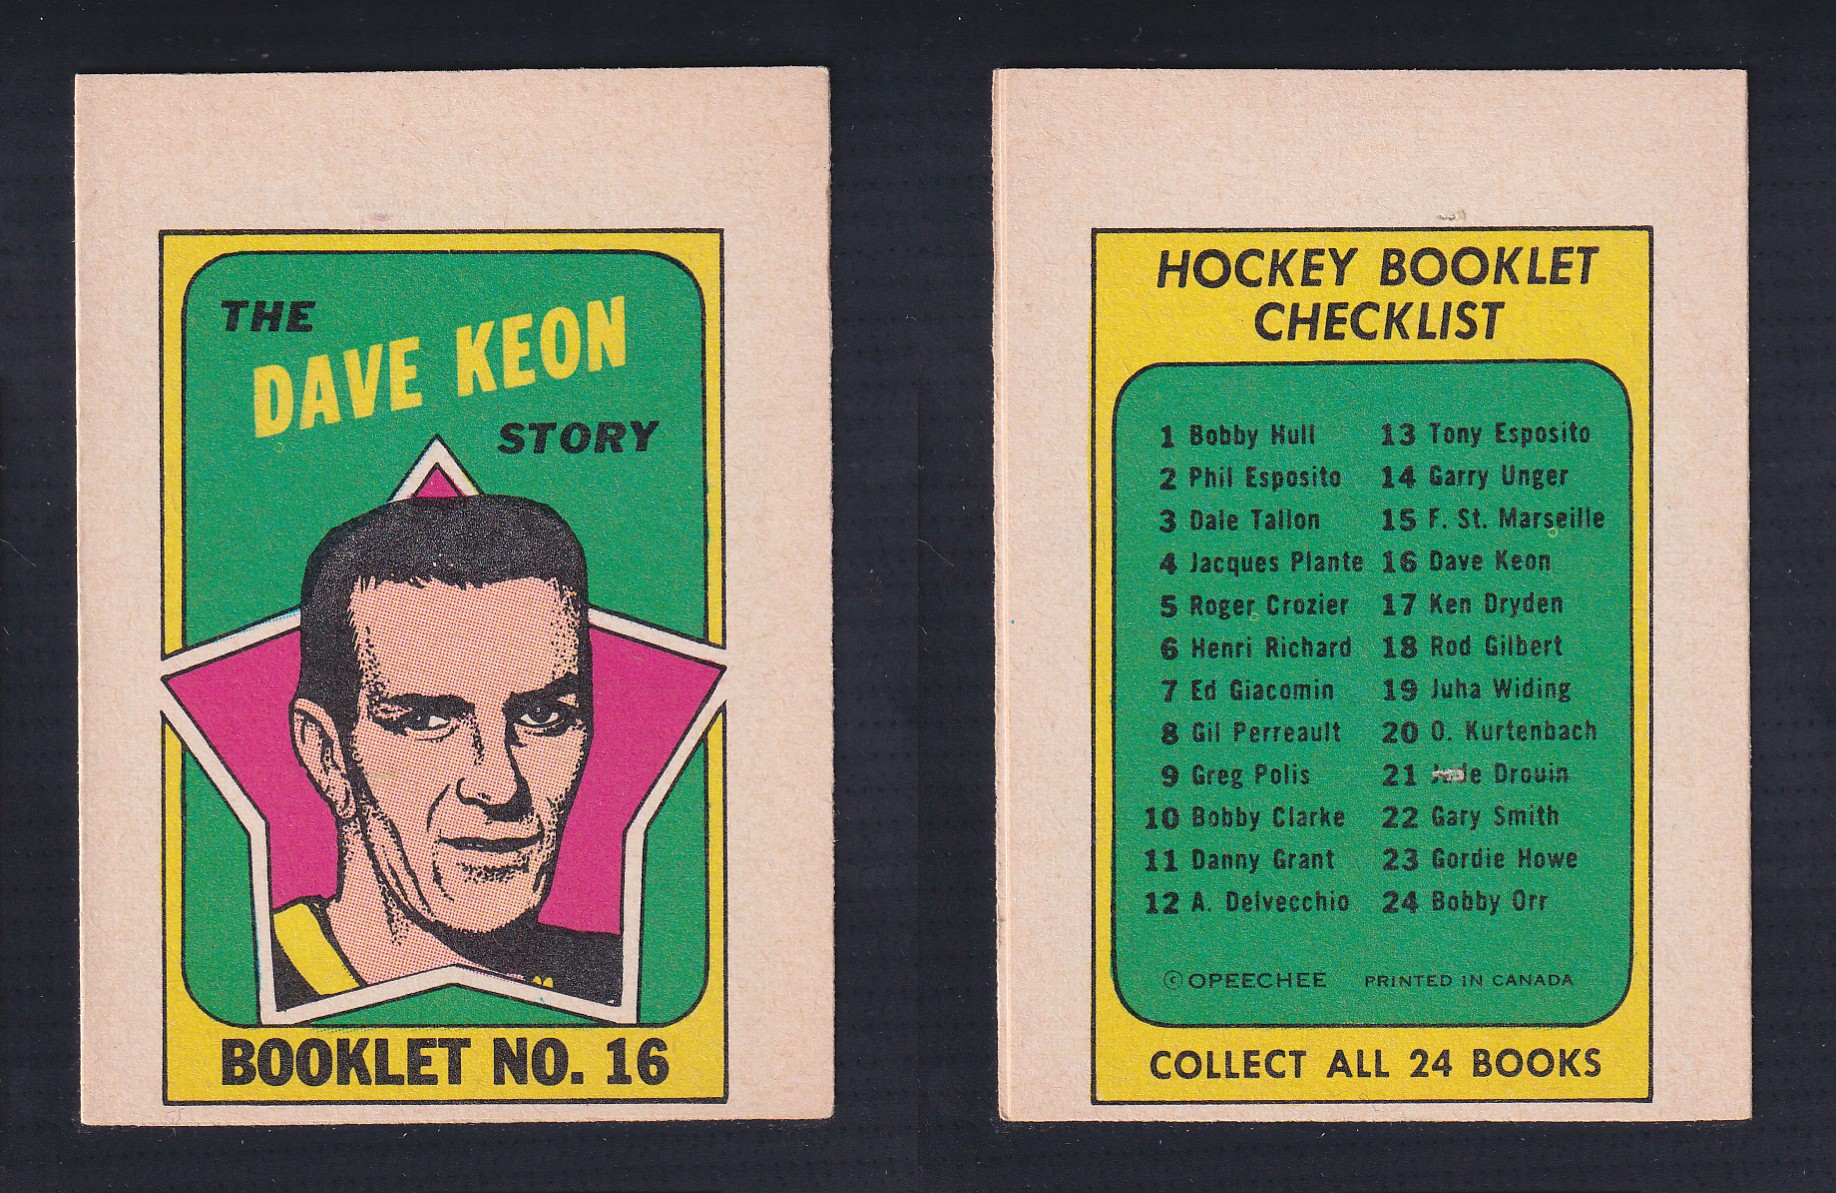 THE
DAVE KEON
STORY
BOOKLET NO. 16
HOCKEY BOOKLET
CHECKLIST
1 Bobby Hull
2 Phil Esposito
3 Dale Tallon
4 Jacques Plante
5 Roger Crozier
6 Henri Richard
7 Ed Giacomin
8 Gil Perreault
9 Greg Polis
10 Bobby Clarke
11 Danny Grant
12 A. Delvecchio
13 Tony Esposito
14 Garry Unger
15 F. St. Marseille
16 Dave Keon
17 Ken Dryden
18 Rod Gilbert
19 Juha Widing
20 O. Kurtenbach
21 Drouin
22 Gary Smith
23 Gordie Howe
24 Bobby Orr
© OPEECHEE PRINTED IN CANADA
COLLECT ALL 24 BOOKS